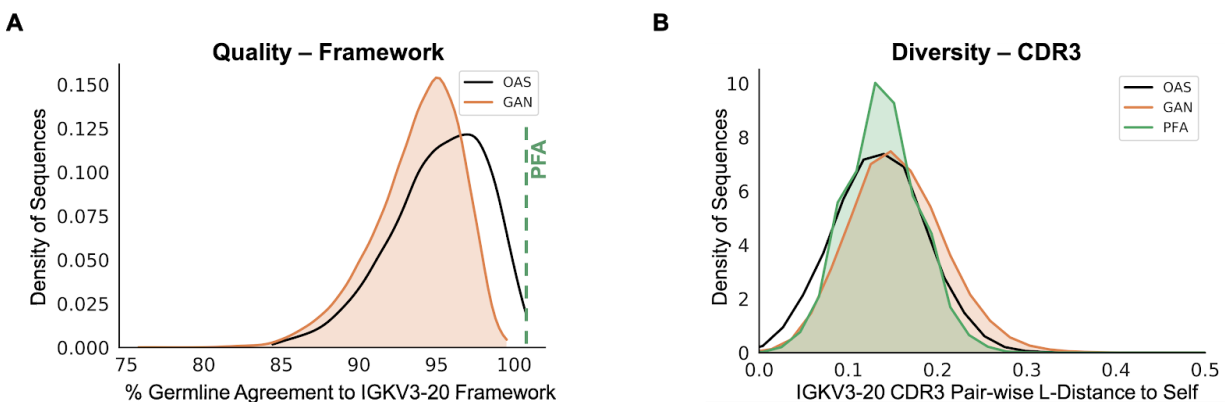 A
Quality – Framework
Density of Sequences
0.150
0.125
0.100
0.075
0.050
0.025
0.000
75 80 85 90 95 100
% Germline Agreement to IGKV3-20 Framework
OAS
GAN
PFA
B
Diversity – CDR3
Density of Sequences
10
8
6
4
2
0
0.0 0.1 0.2 0.3 0.4 0.5
IGKV3-20 CDR3 Pair-wise L-Distance to Self
OAS
GAN
PFA